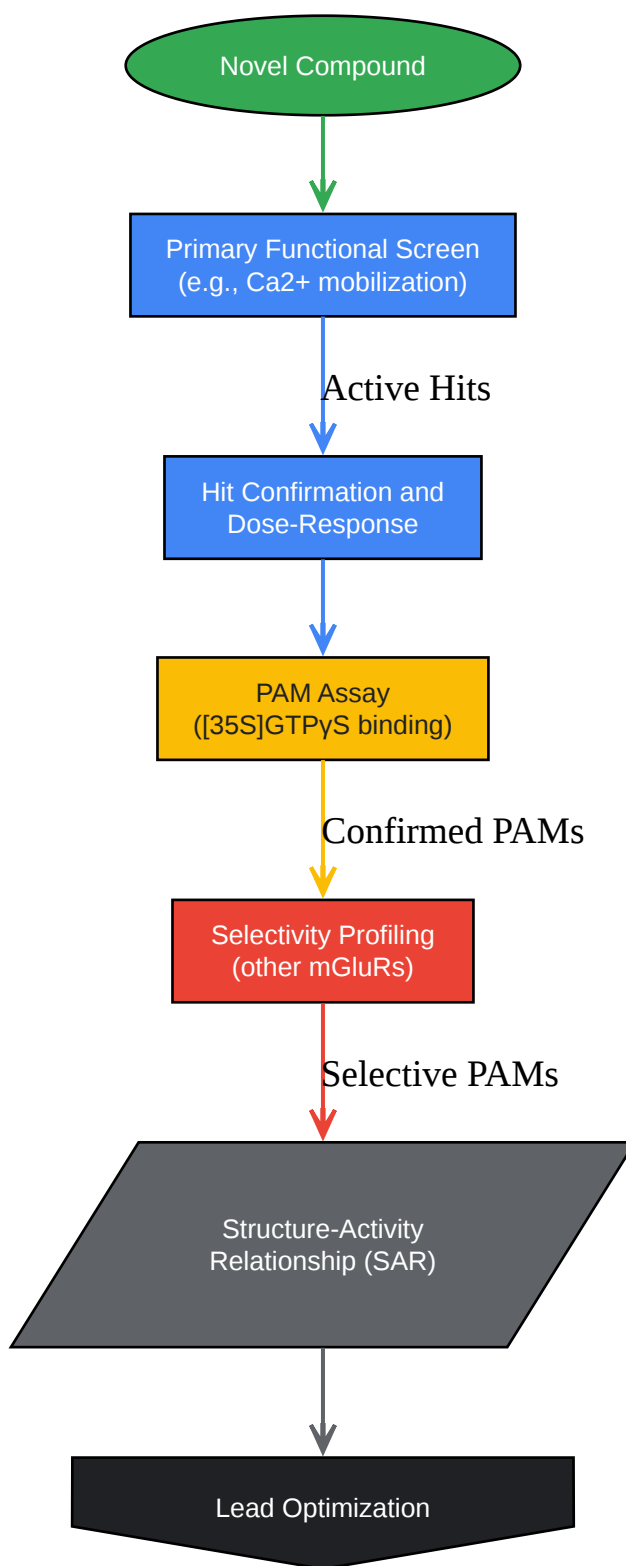 Novel Compound
Primary Functional Screen
(e.g., Ca2+ mobilization)
Active Hits
Hit Confirmation and
Dose-Response
PAM Assay
([35S]GTPγS binding)
Confirmed PAMs
Selectivity Profiling
(other mGluRs)
Selective PAMs
Structure-Activity
Relationship (SAR)
Lead Optimization